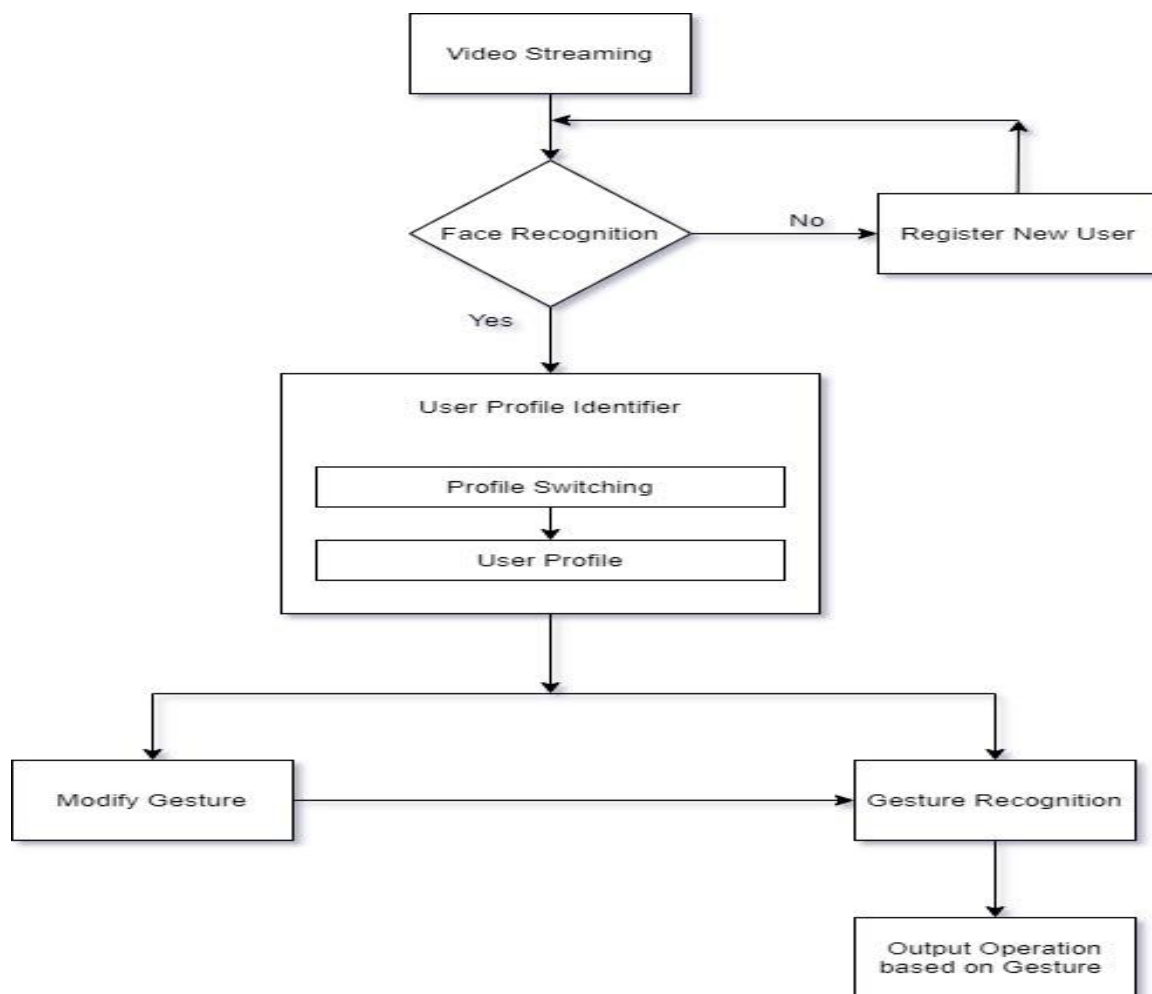 Video Streaming
Face Recognition
No
Register New User
Yes
User Profile Identifier
Profile Switching
User Profile
Modify Gesture
Gesture Recognition
Output Operation
based on Gesture